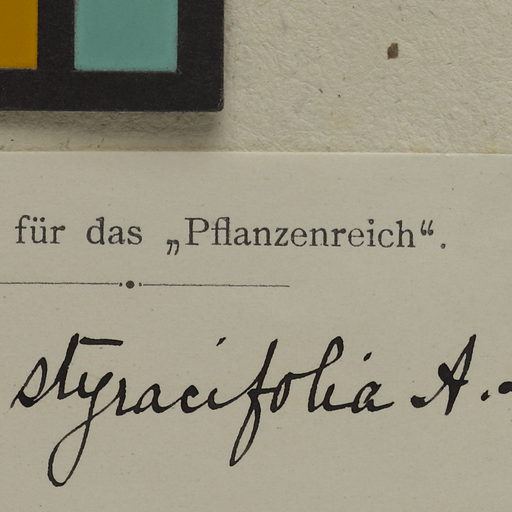 für das „Pflanzenreich“.
styracifolia A.